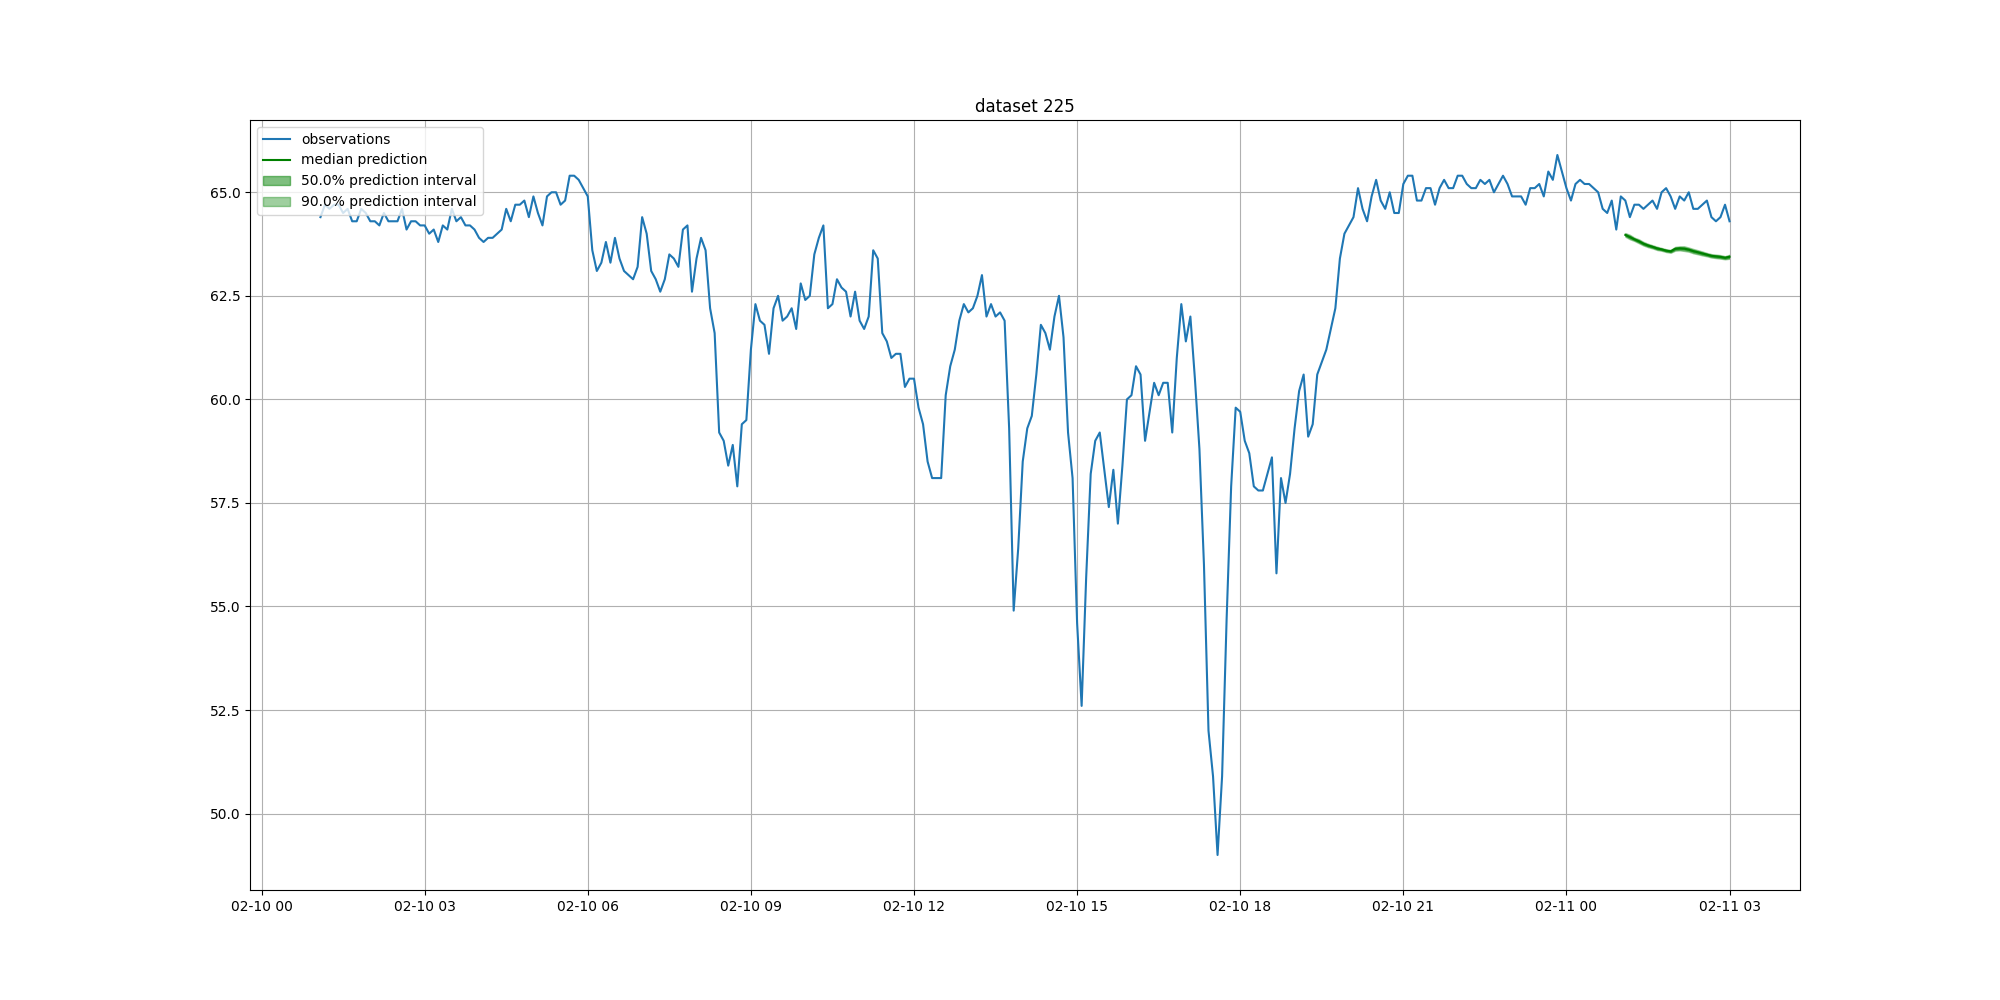 dataset 225
observations
median prediction
50.0% prediction interval
90.0% prediction interval
65.0
62.5
60.0
57.5
55.0
52.5
50.0
02-10 00 02-10 03 02-10 06 02-10 09 02-10 12 02-10 15 02-10 18 02-10 21 02-11 00 02-11 03